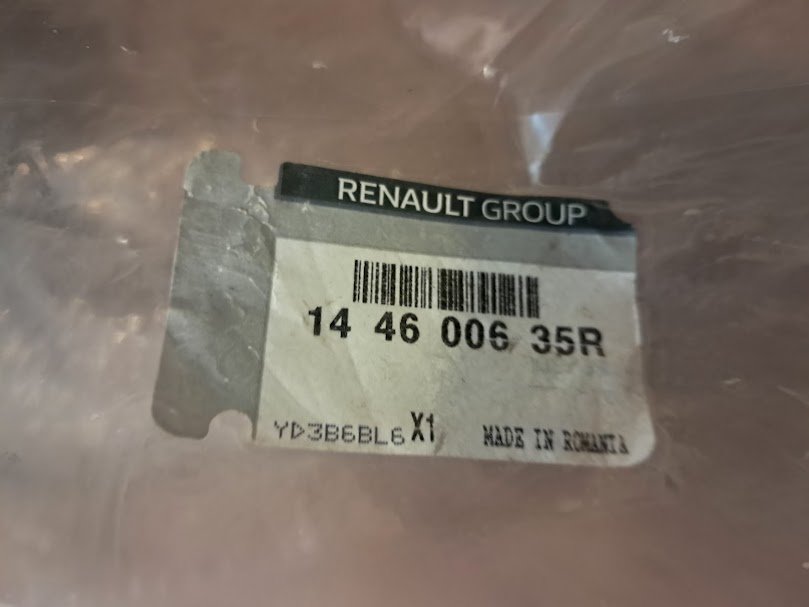 RENAULT GROUP
14 46 006 35R
YD3B6BL6 X1 MADE IN ROMANIA